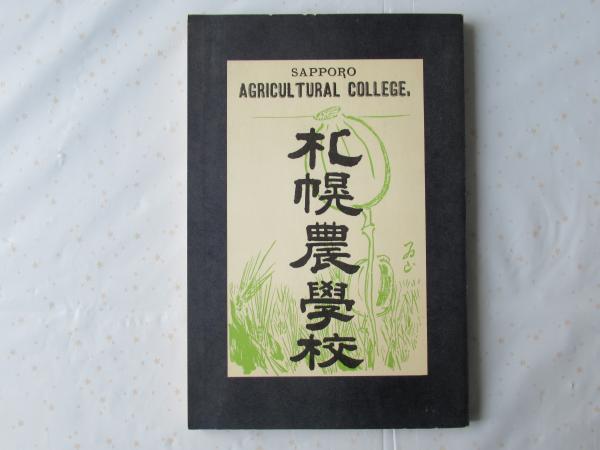 SAPPORO
AGRICULTURAL COLLEGE.
札幌農學校